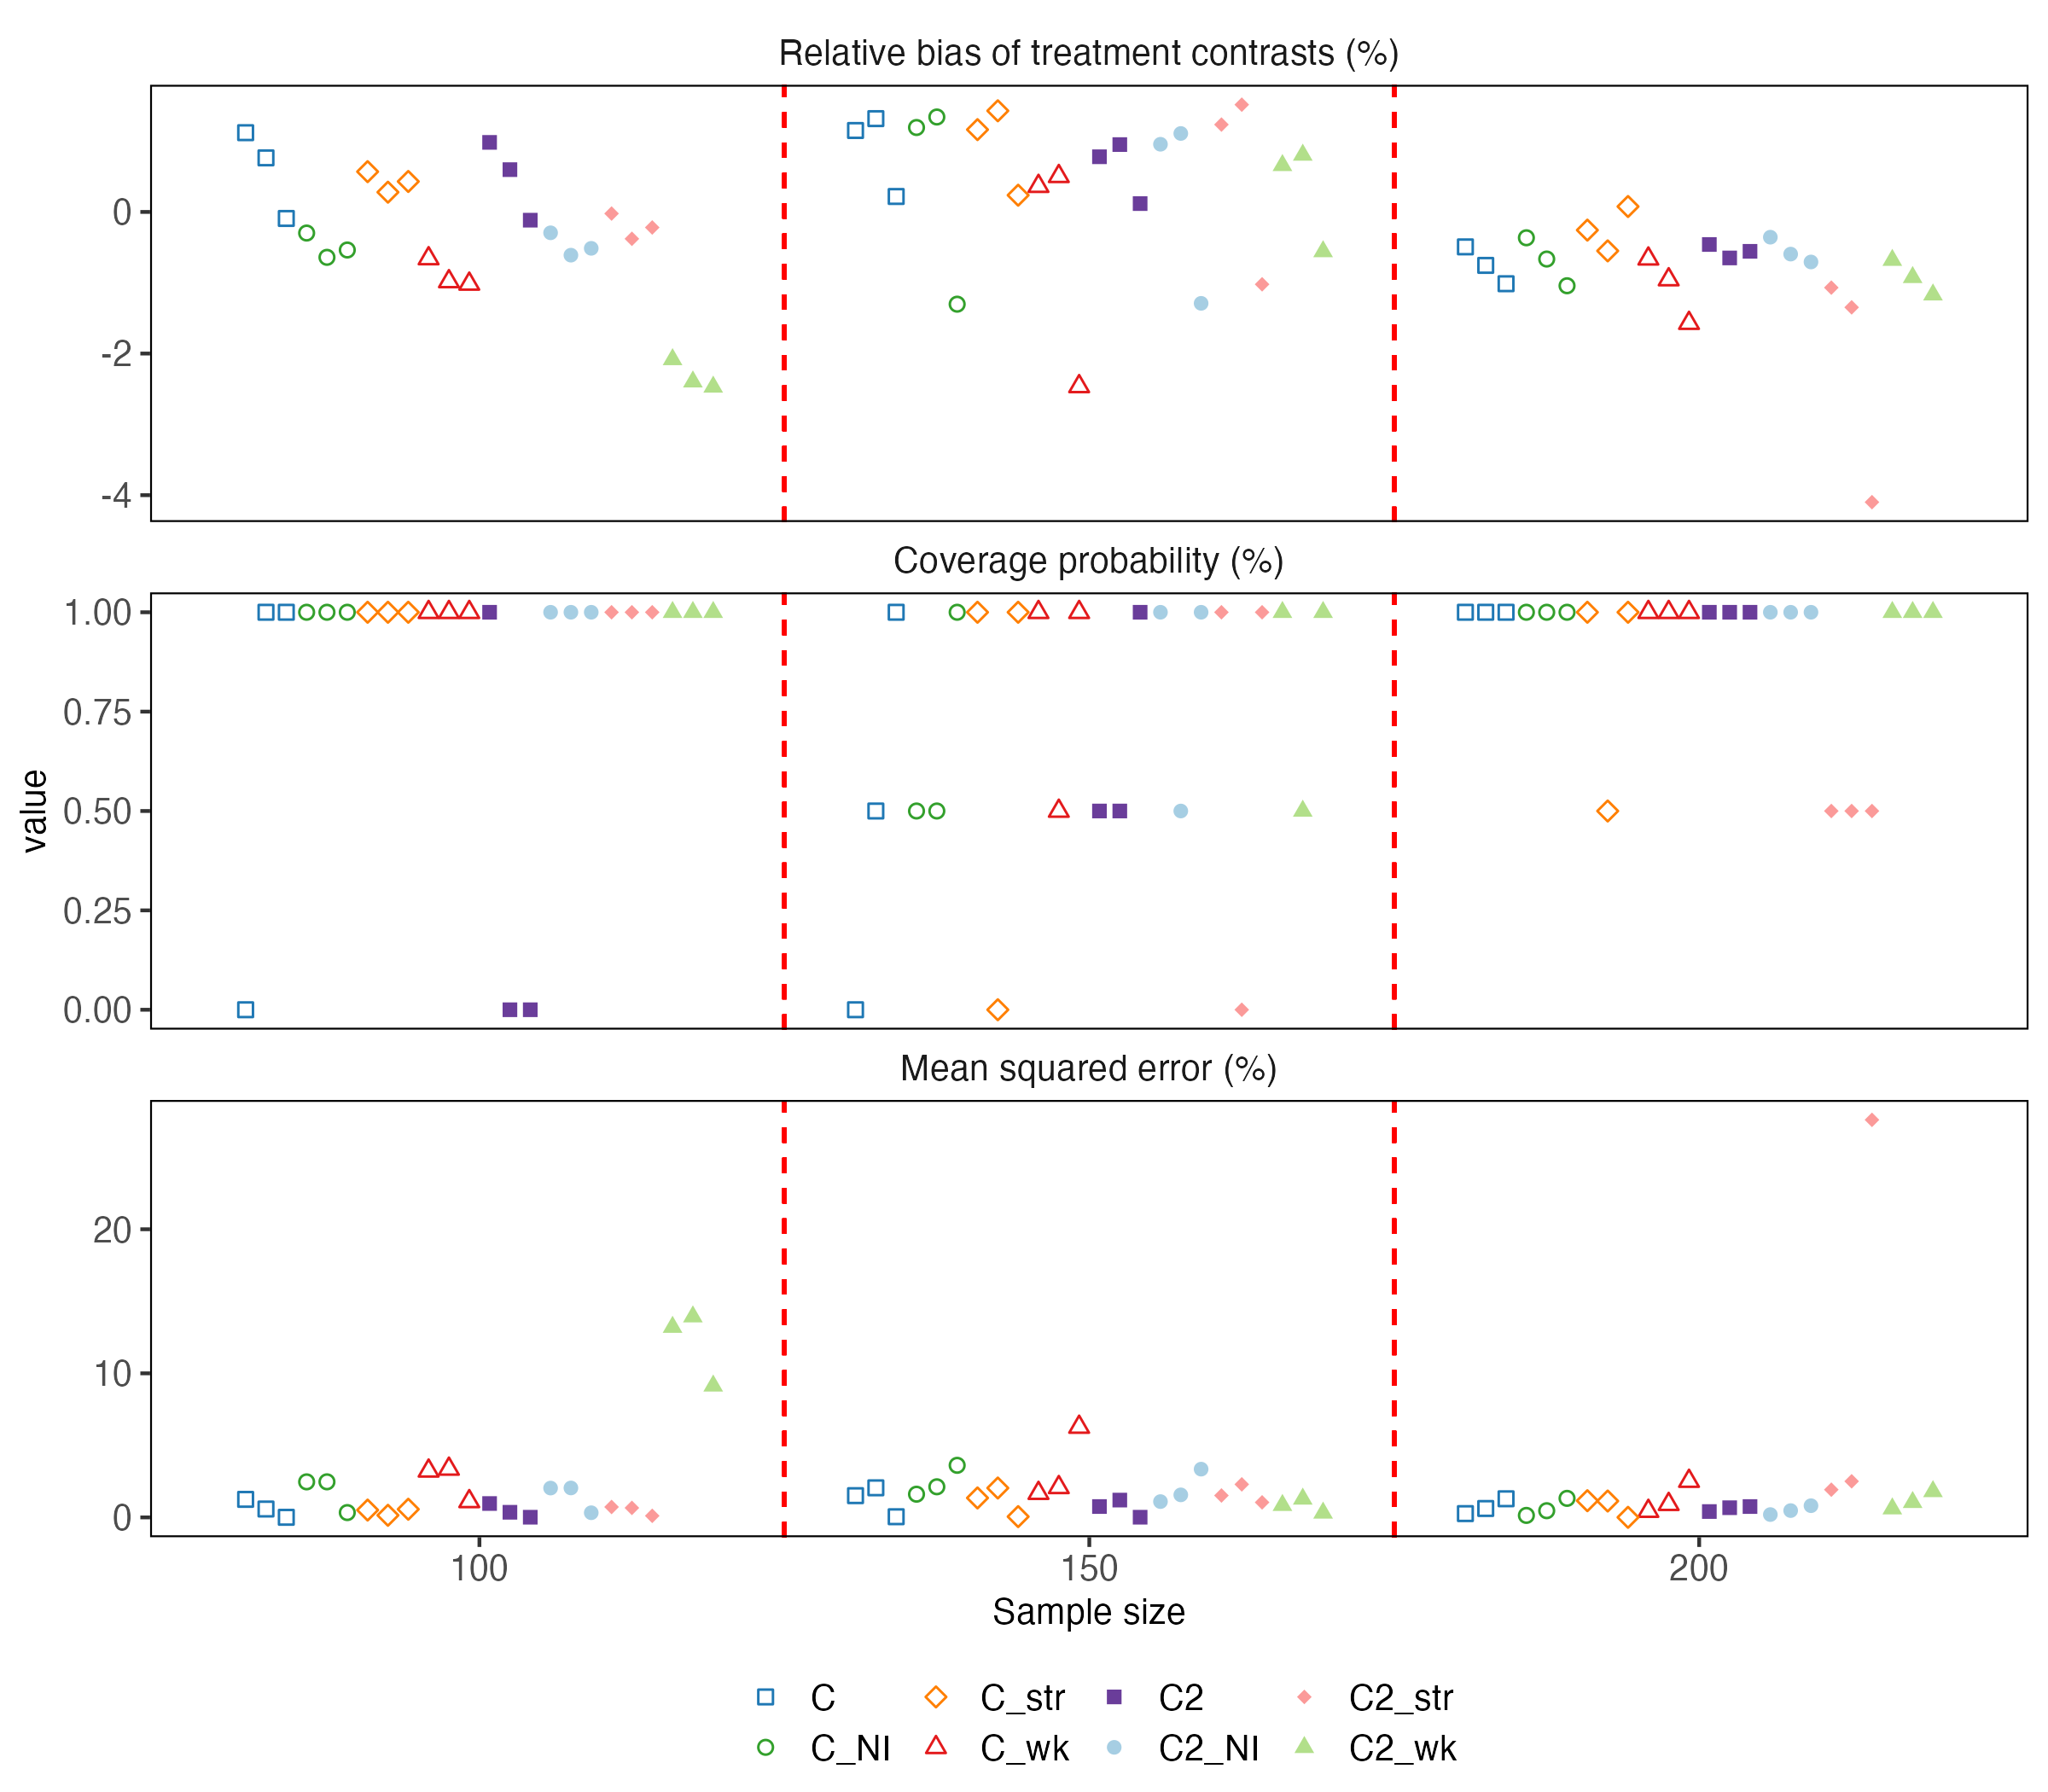 Relative bias of treatment contrasts (%)
0
-2
-4
Coverage probability (%)
1.00
0.75
0.50
0.25
0.00
value
Mean squared error (%)
20
10
0
100 150 200
Sample size
C C_str C2 C2_str
C_NI C_wk C2_NI C2_wk